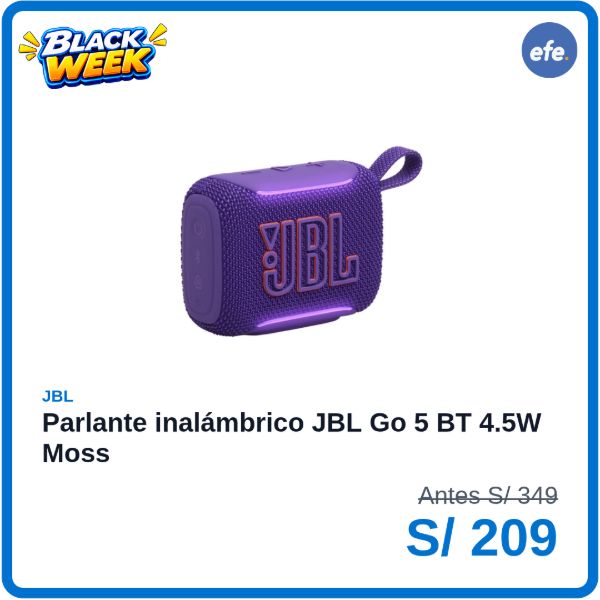 BLACK
WEEK
efe.
JBL
JBL
Parlante inalámbrico JBL Go 5 BT 4.5W
Moss
Antes S/ 349
S/ 209